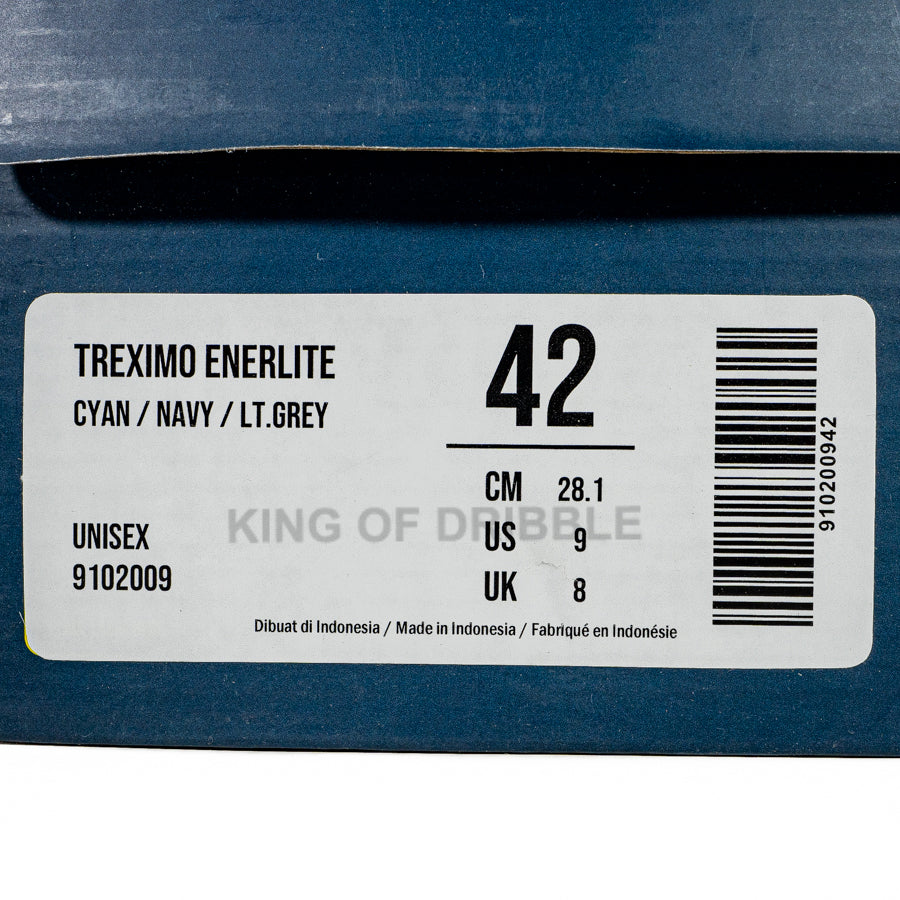 TREXIMO ENERLITE
CYAN / NAVY / LT.GREY
UNISEX
9102009
42
CM 28.1
US 9
UK 8
KING OF DRIBBLE
Dibuat di Indonesia / Made in Indonesia / Fabriqué en Indonésie
910200942